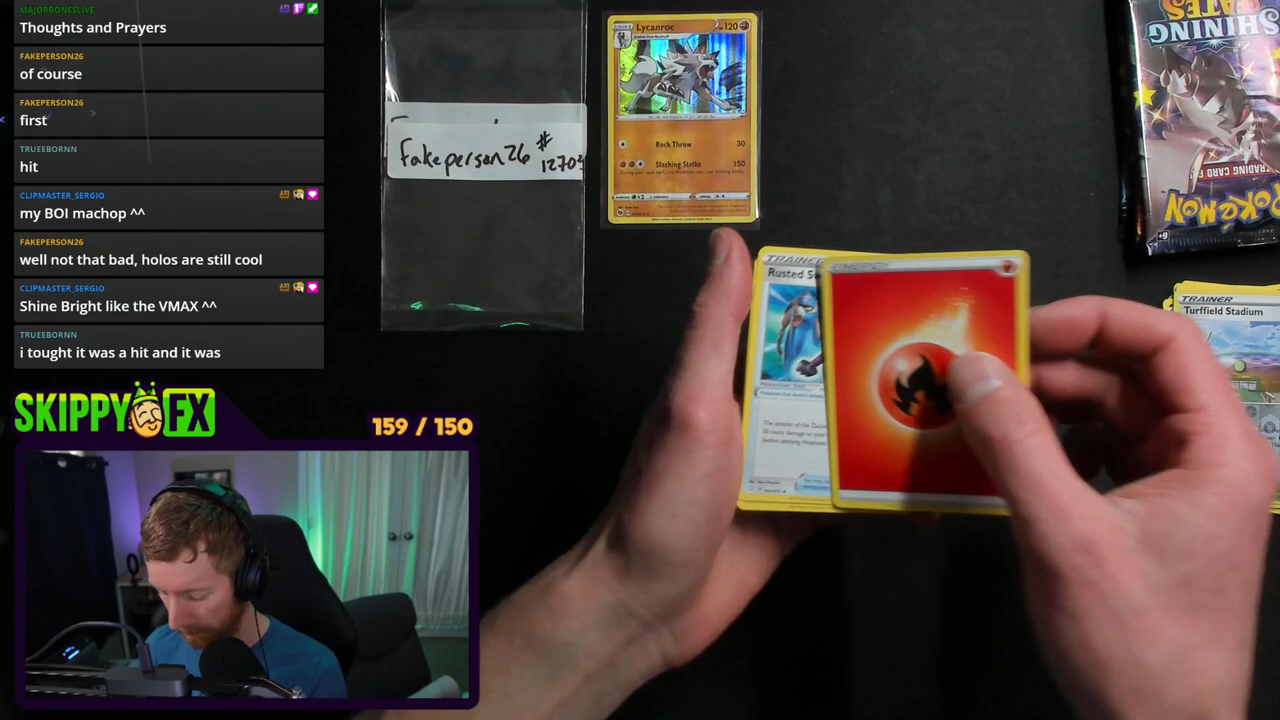 MAJORBONESLIVE
Thoughts and Prayers
FAKEPERSON26
of course
FAKEPERSON26
first
TRUEEBORNN
hit
CLIPMASTER_SERGIO
my BOI machop ^^
FAKEPERSON26
well not that bad, holos are still cool
CLIPMASTER_SERGIO
Shine Bright like the VMAX ^^
TRUEEBORNN
i tought it was a hit and it was
SKIPPY FX
159 / 150
Fakeperson26 #
Lycanroc 120
Rock Throw 30
Slashing Strike 150
TRAINER
Rusted
TRAINER
Turffield Stadium
SHINING FATES
POKÉMON